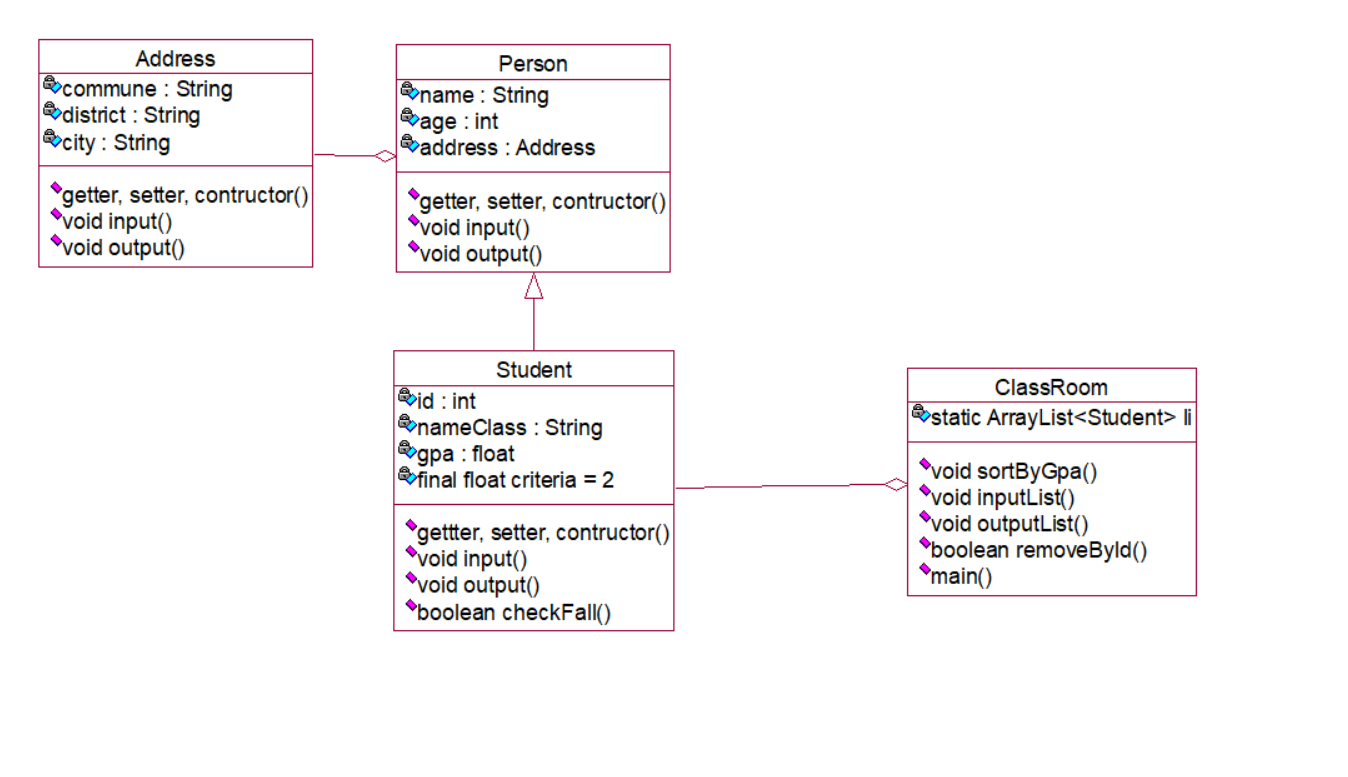 Address
commune : String
district : String
city : String
getter, setter, contructor()
void input()
void output()
Person
name : String
age : int
address : Address
getter, setter, contructor()
void input()
void output()
Student
id : int
nameClass : String
gpa : float
final float criteria = 2
gettter, setter, contructor()
void input()
void output()
boolean checkFall()
ClassRoom
static ArrayList<Student> li
void sortByGpa()
void inputList()
void outputList()
boolean removeById()
main()